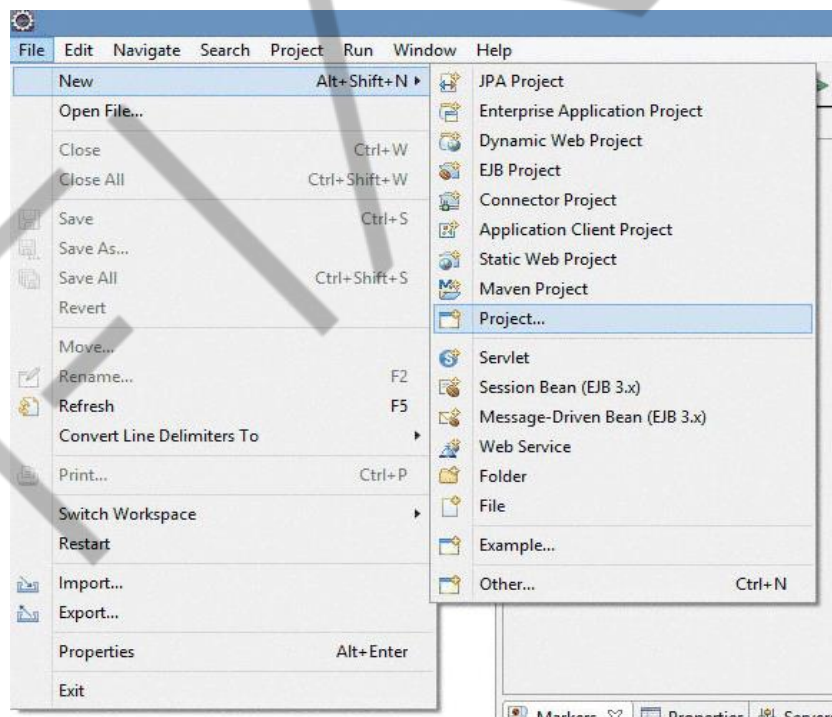 File Edit Navigate Search Project Run Window Help
New Alt+Shift+N
Open File...
Close Ctrl+W
Close All Ctrl+Shift+W
Save Ctrl+S
Save As...
Save All Ctrl+Shift+S
Revert
Move...
Rename... F2
Refresh F5
Convert Line Delimiters To
Print... Ctrl+P
Switch Workspace
Restart
Import...
Export...
Properties Alt+Enter
Exit
JPA Project
Enterprise Application Project
Dynamic Web Project
EJB Project
Connector Project
Application Client Project
Static Web Project
Maven Project
Project...
Servlet
Session Bean (EJB 3.x)
Message-Driven Bean (EJB 3.x)
Web Service
Folder
File
Example...
Other... Ctrl+N
Markers Properties Server